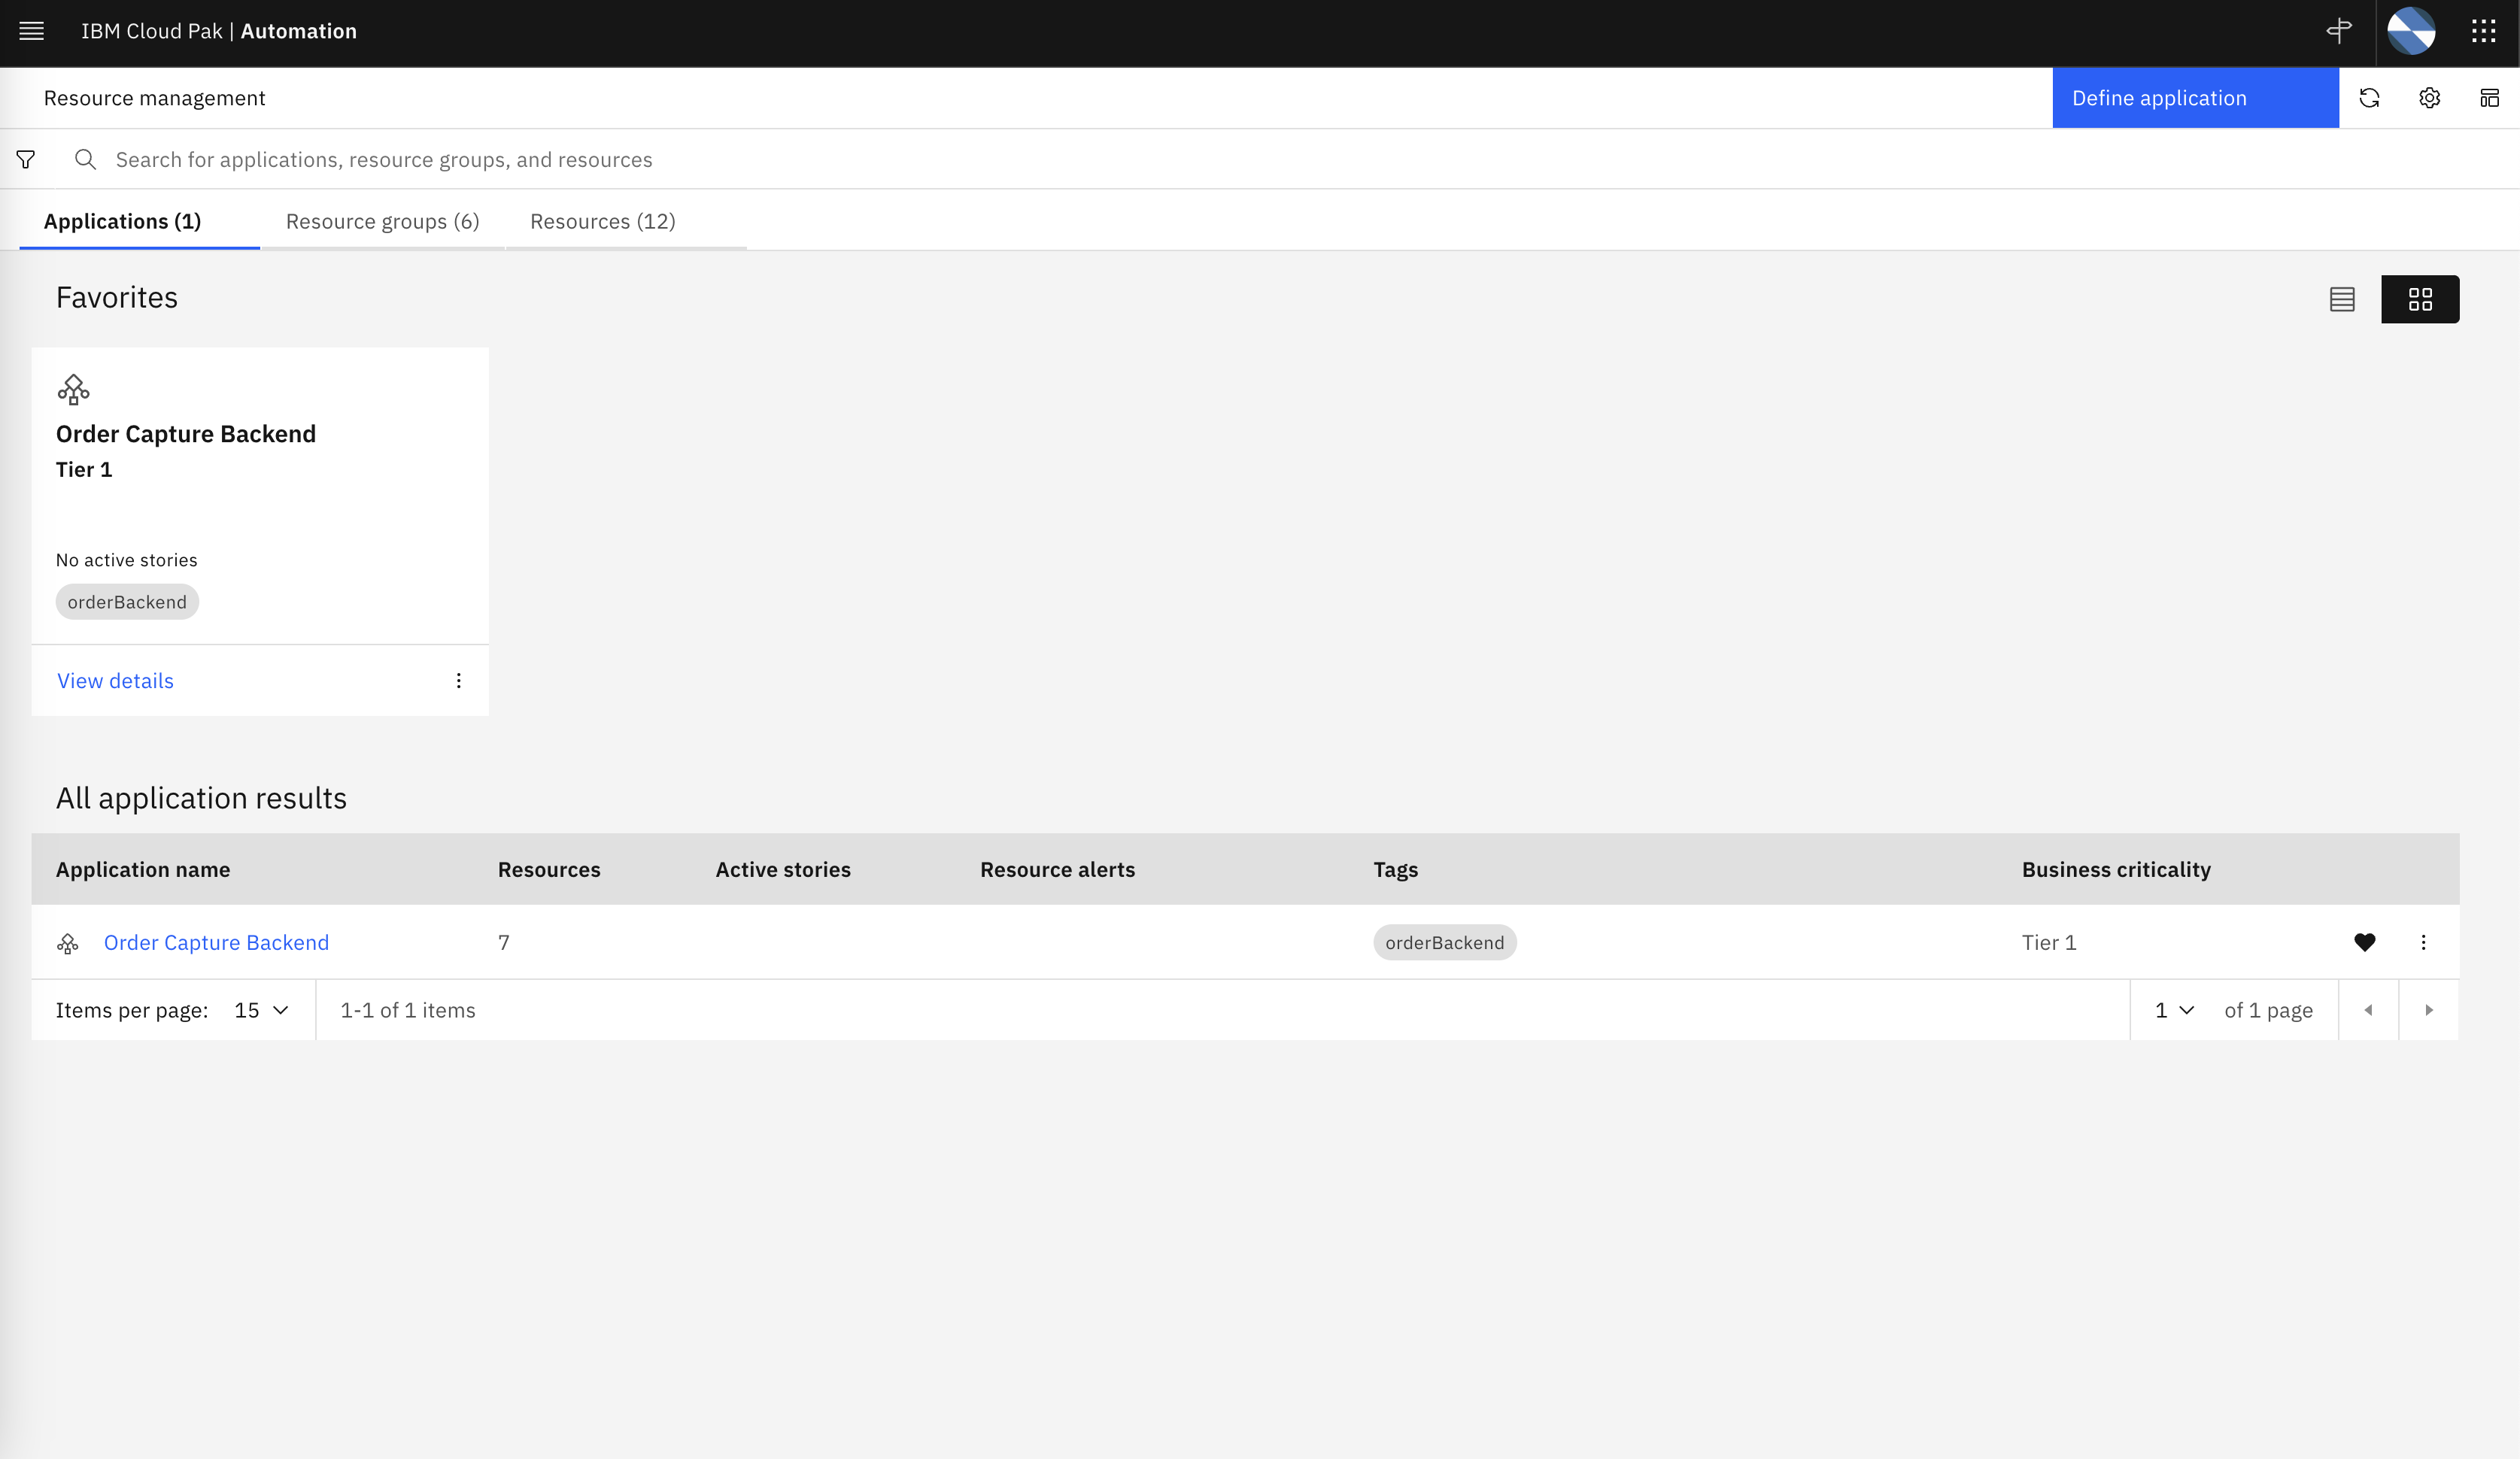 IBM Cloud Pak | Automation
Resource management
Define application
Search for applications, resource groups, and resources
Applications (1)
Resource groups (6)
Resources (12)
Favorites
Order Capture Backend
Tier 1
No active stories
orderBackend
View details
All application results
Application name Resources Active stories Resource alerts Tags Business criticality
Order Capture Backend 7 orderBackend Tier 1
Items per page: 15 1-1 of 1 items 1 of 1 page